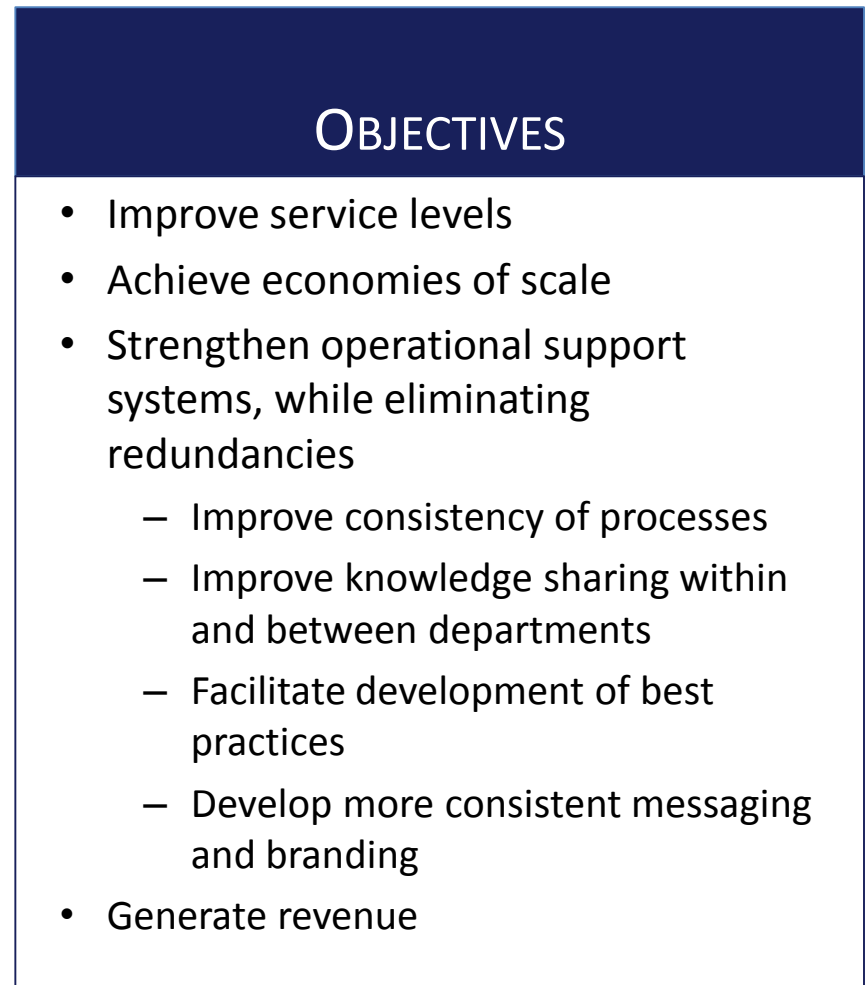 OBJECTIVES
• Improve service levels
• Achieve economies of scale
• Strengthen operational support
systems, while eliminating
redundancies
– Improve consistency of processes
– Improve knowledge sharing within
and between departments
– Facilitate development of best
practices
– Develop more consistent messaging
and branding
• Generate revenue